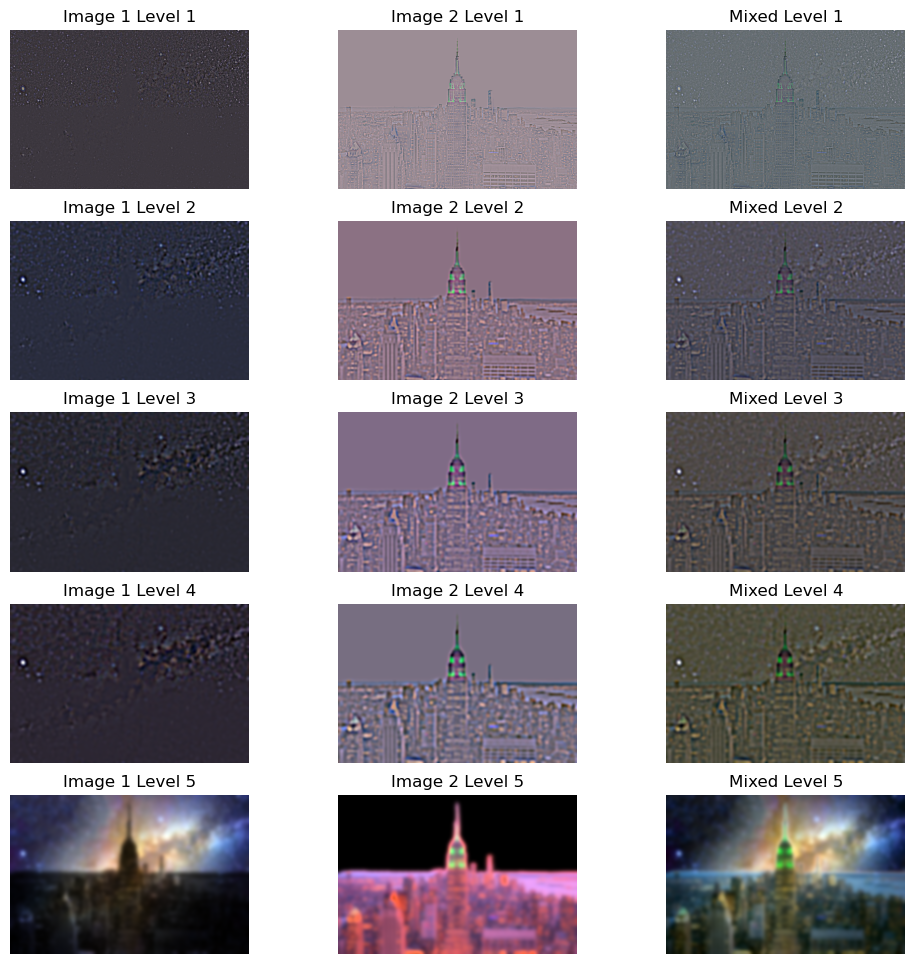 Image 1 Level 1
Image 2 Level 1
Mixed Level 1
Image 1 Level 2
Image 2 Level 2
Mixed Level 2
Image 1 Level 3
Image 2 Level 3
Mixed Level 3
Image 1 Level 4
Image 2 Level 4
Mixed Level 4
Image 1 Level 5
Image 2 Level 5
Mixed Level 5